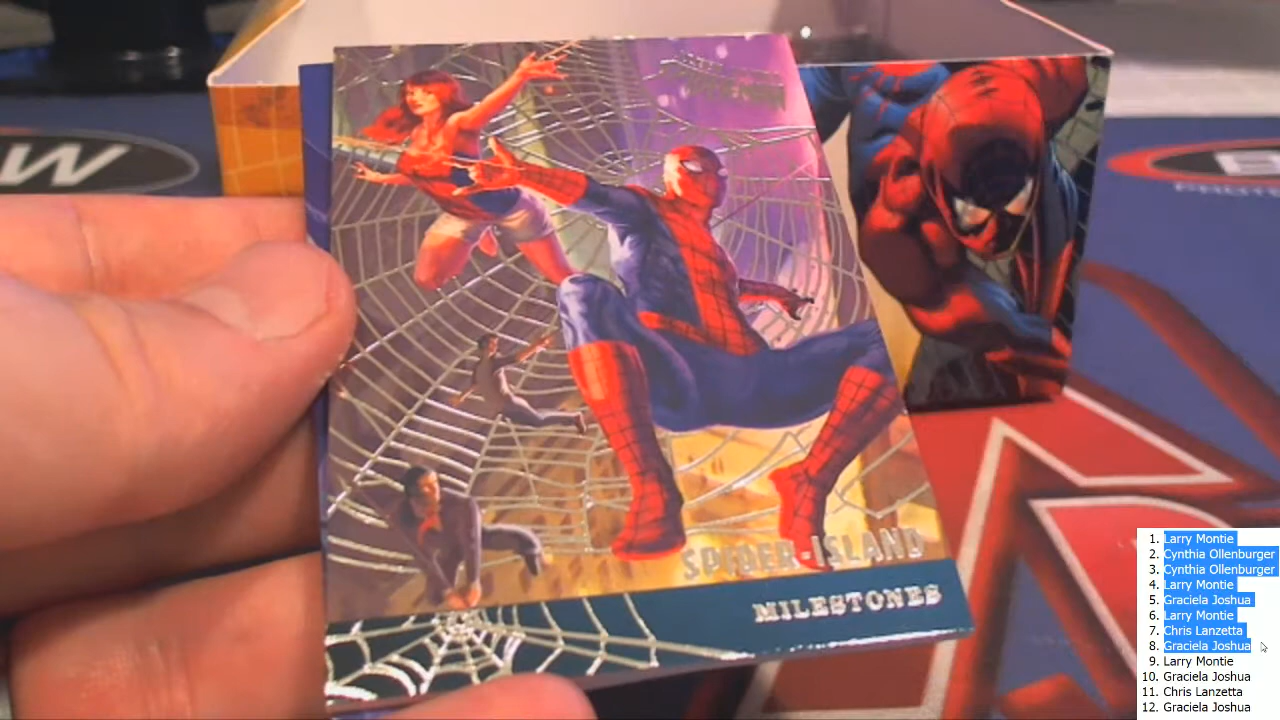 W
SPIDER-ISLAND
MILESTONES
1. Larry Montie
2. Cynthia Ollenburger
3. Cynthia Ollenburger
4. Larry Montie
5. Graciela Joshua
6. Larry Montie
7. Chris Lanzetta
8. Graciela Joshua
9. Larry Montie
10. Graciela Joshua
11. Chris Lanzetta
12. Graciela Joshua